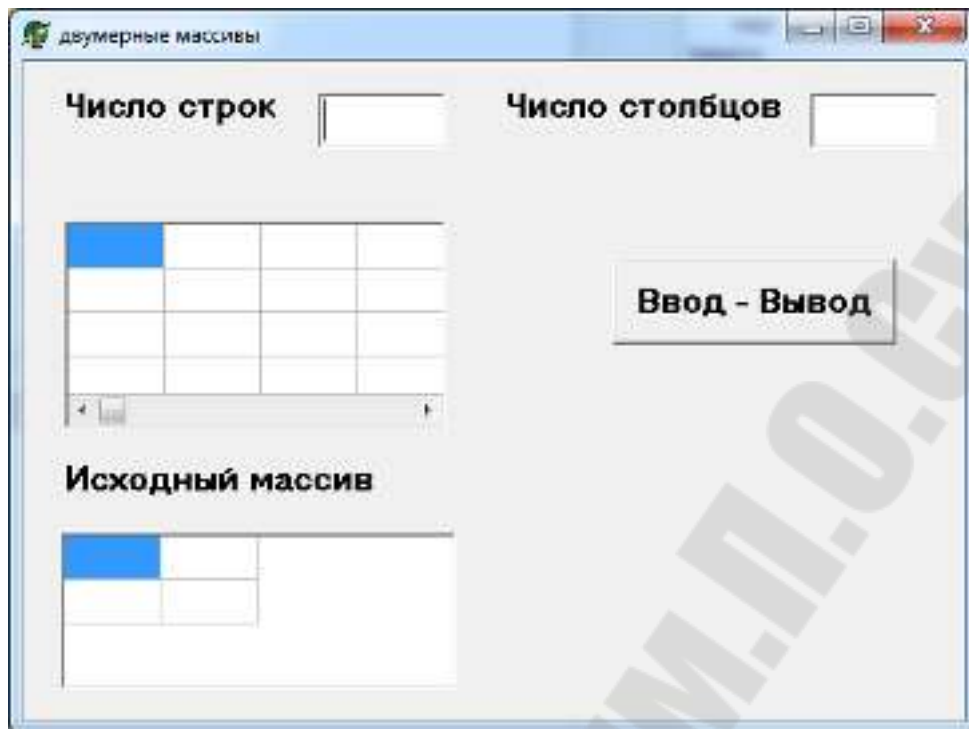 двумерные массивы
Число строк
Число столбцов
Ввод - Вывод
Исходный массив
М.П.О.